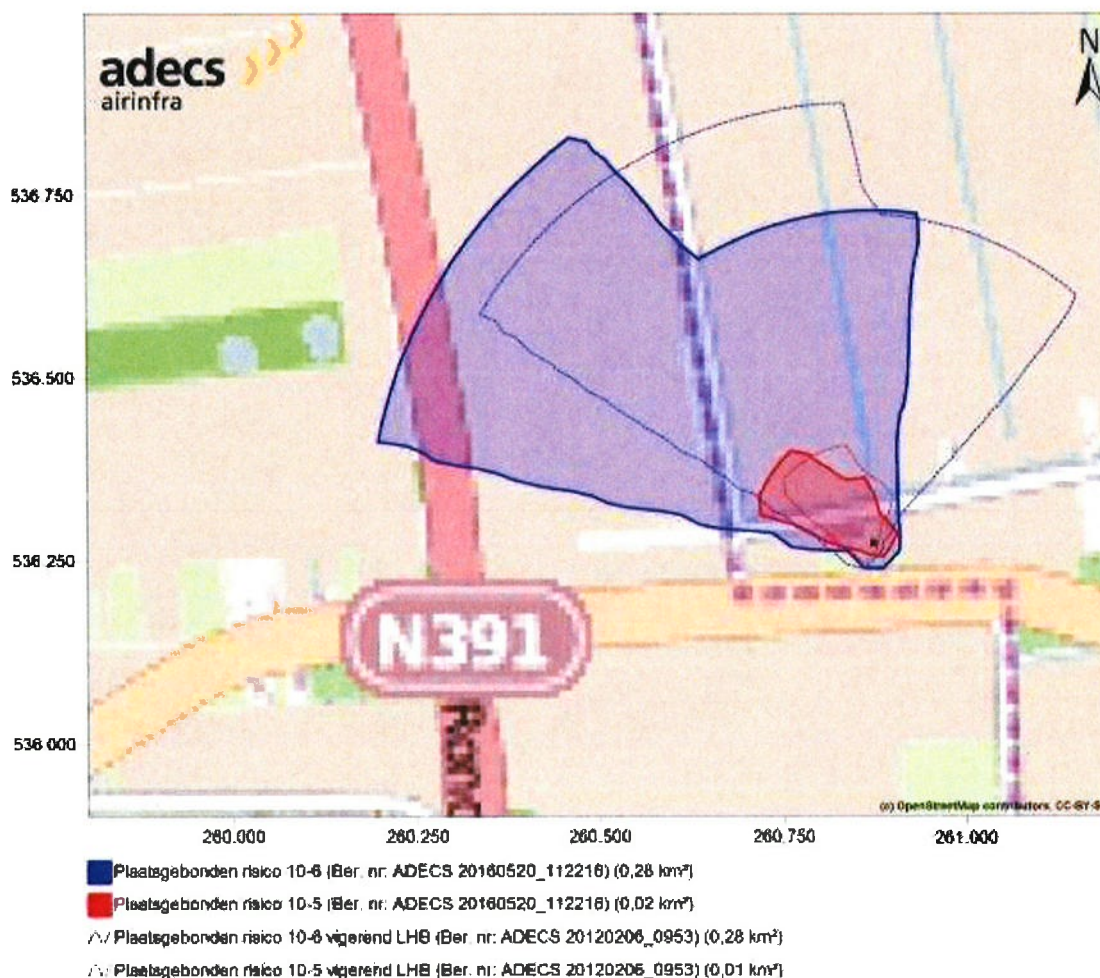 adecs
airinfra
N
536 750
536.500
536 250
536 000
N391
(c) OpenStreetMap contributors, CC-BY-S
260.000 260.250 260.500 260.750 261.000
Plaatsgebonden risico 10-6 (Ber. nr: ADECS 20160520_112216) (0,28 km²)
Plaatsgebonden risico 10-5 (Ber. nr: ADECS 20160520_112216) (0,02 km²)
Plaatsgebonden risico 10-6 vigerend LHB (Ber. nr: ADECS 20120206_0953) (0,28 km²)
Plaatsgebonden risico 10-5 vigerend LHB (Ber. nr: ADECS 20120206_0953) (0,01 km²)